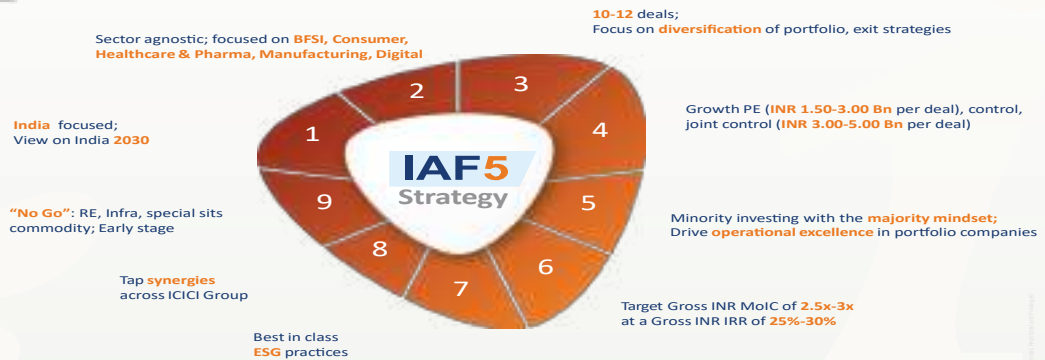 10-12 deals;
Focus on diversification of portfolio, exit strategies
Sector agnostic; focused on BFSI, Consumer,
Healthcare & Pharma, Manufacturing, Digital
3
2
Growth PE (INR 1.50-3.00 Bn per deal), control,
joint control (INR 3.00-5.00 Bn per deal)
4
1
India focused;
View on India 2030
IAF5
Strategy
9
5
"No Go": RE, Infra, special sits
commodity; Early stage
Minority investing with the majority mindset;
Drive operational excellence in portfolio companies
8
6
7
Tap synergies
across ICICI Group
Target Gross INR MoIC of 2.5x-3x
at a Gross INR IRR of 25%-30%
Best in class
ESG practices